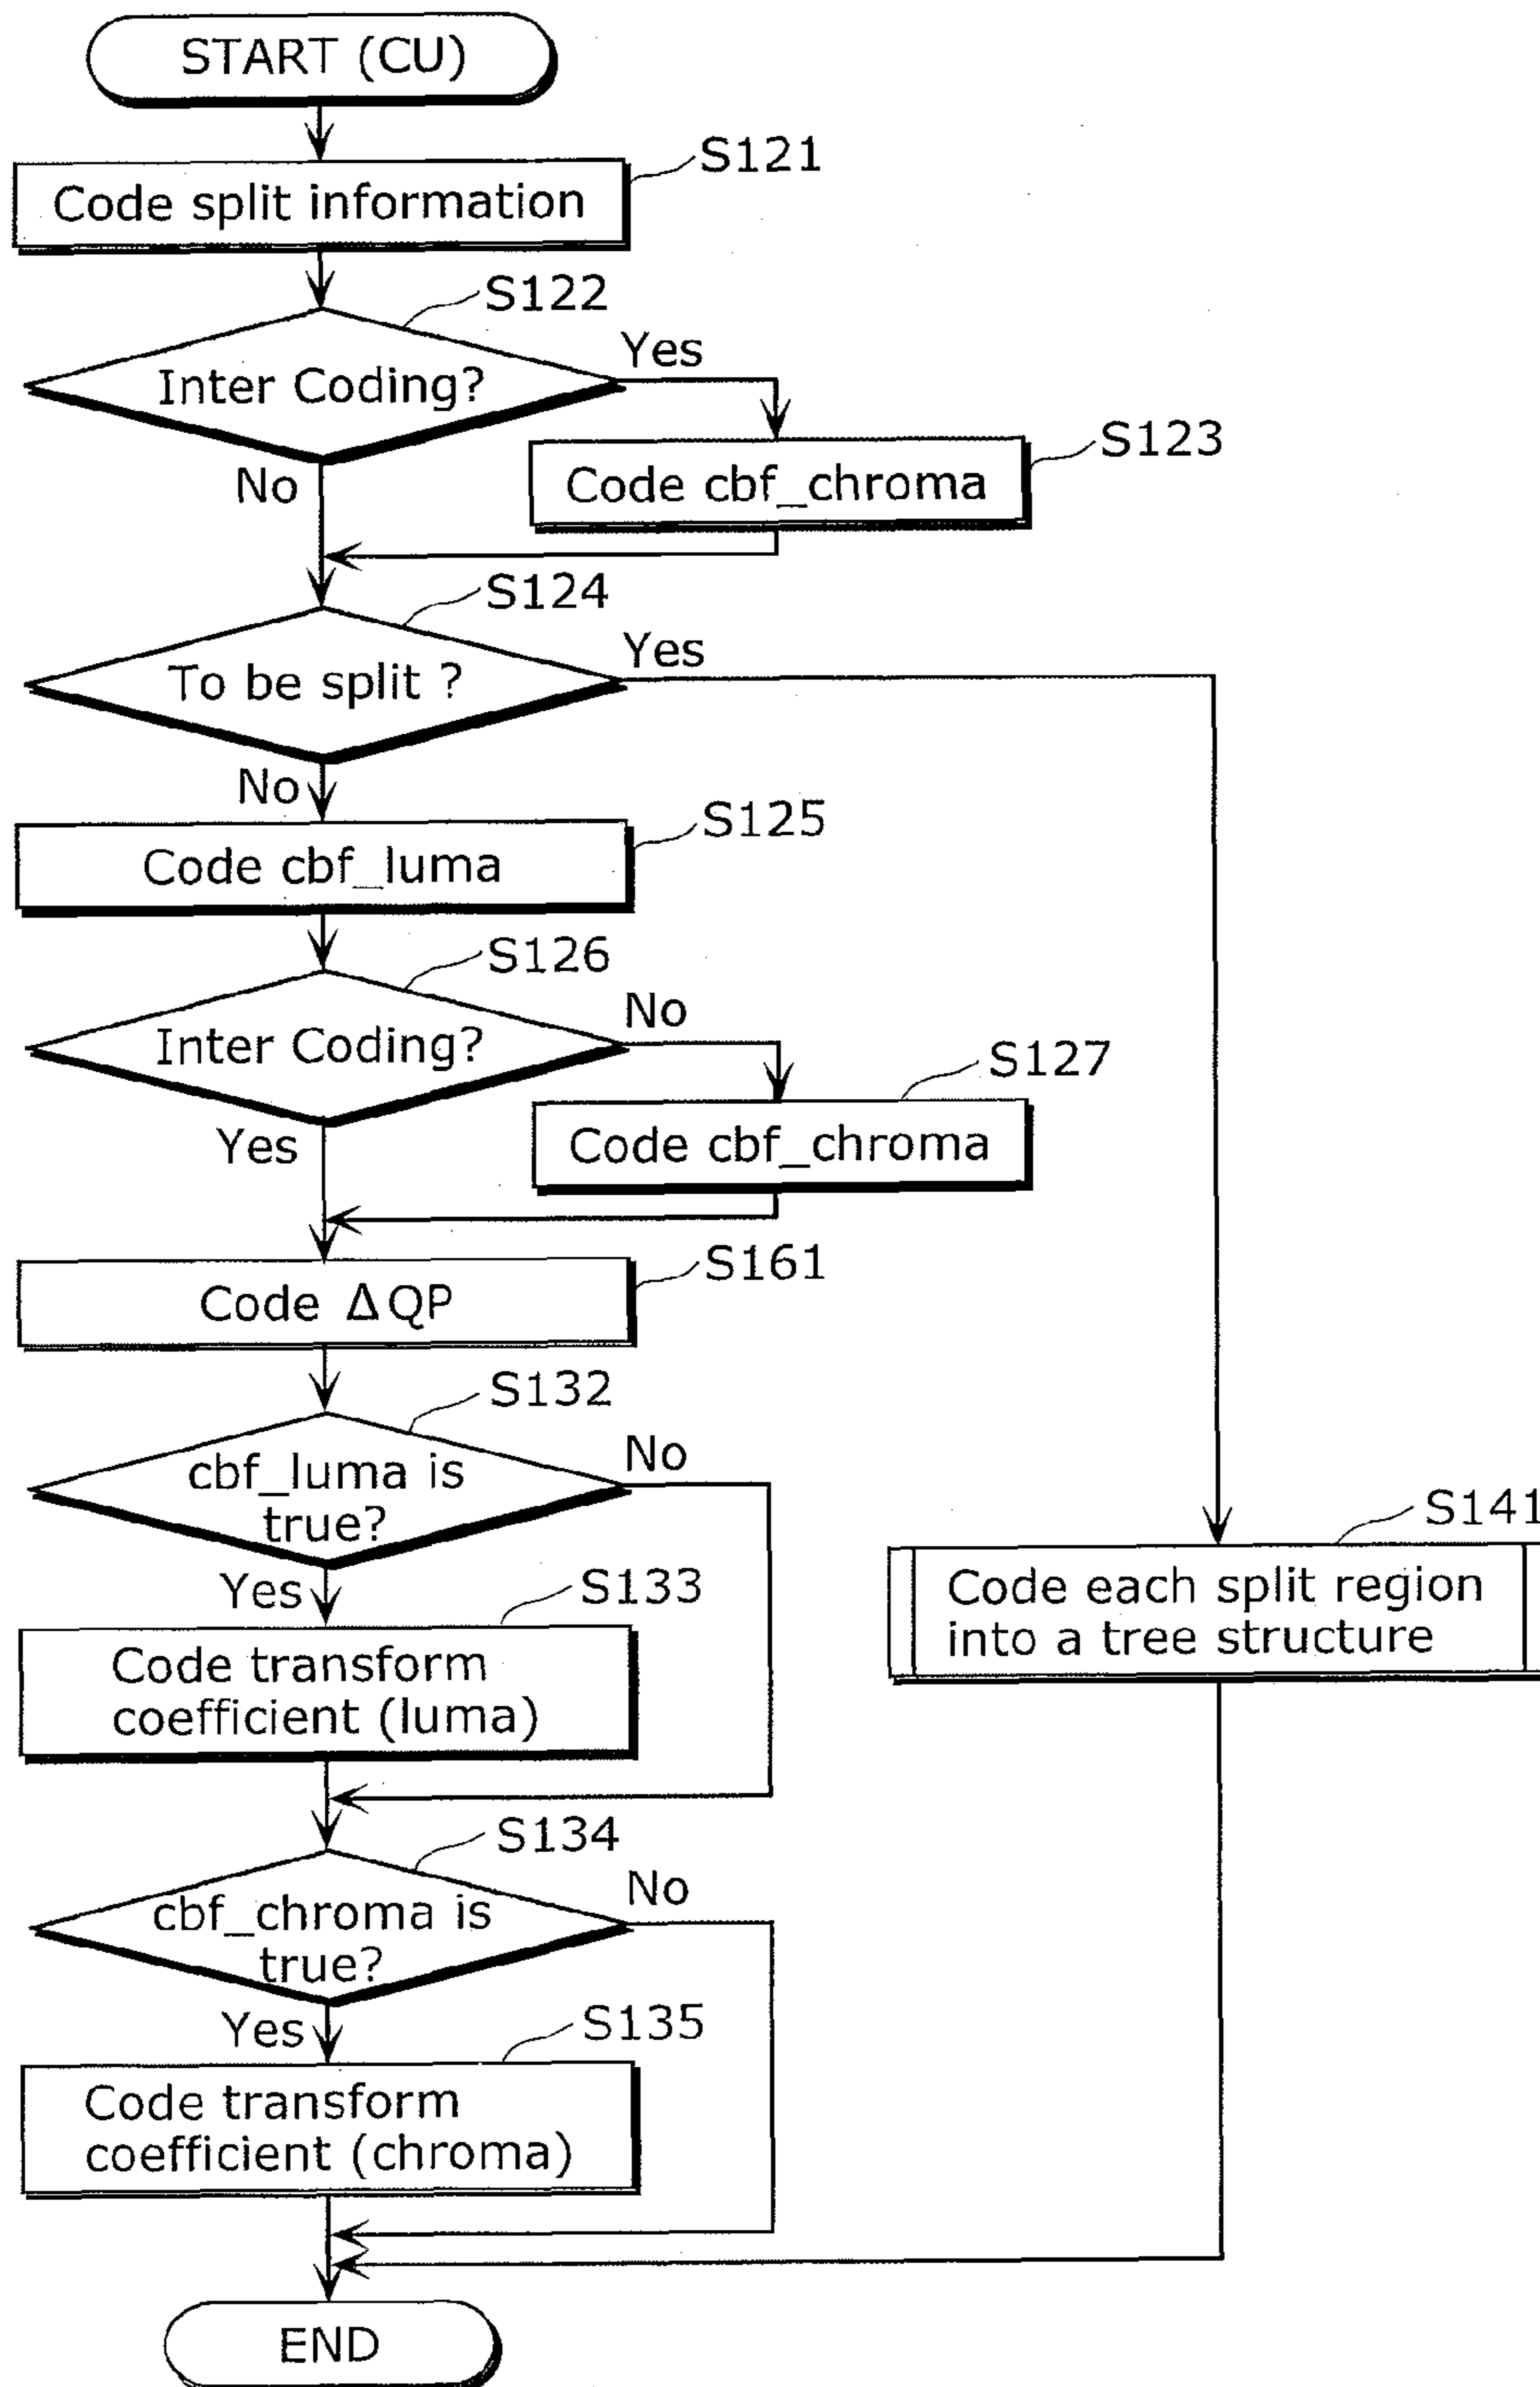 START (CU)
S121
Code split information
S122
Inter Coding?
Yes
No
S123
Code cbf_chroma
S124
To be split ?
Yes
No
S125
Code cbf_luma
S126
Inter Coding?
No
Yes
S127
Code cbf_chroma
S161
Code ΔQP
S132
cbf_luma is
true?
No
Yes
S133
Code transform
coefficient (luma)
S141
Code each split region
into a tree structure
S134
cbf_chroma is
true?
No
Yes
S135
Code transform
coefficient (chroma)
END